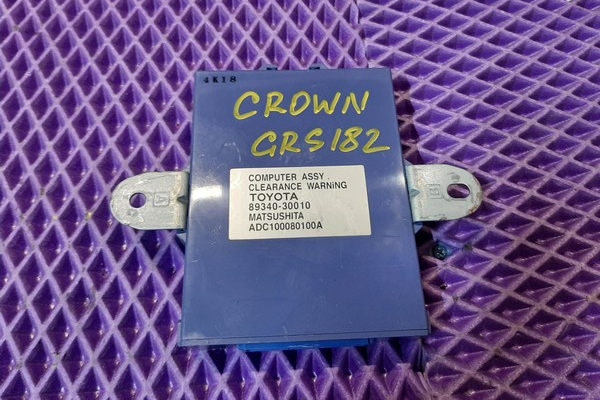 4K18
CROWN
GRS182
COMPUTER ASSY.
CLEARANCE WARNiNG
TOYOTA
89340-30010
MATSUSHITA
ADC100080100A
A